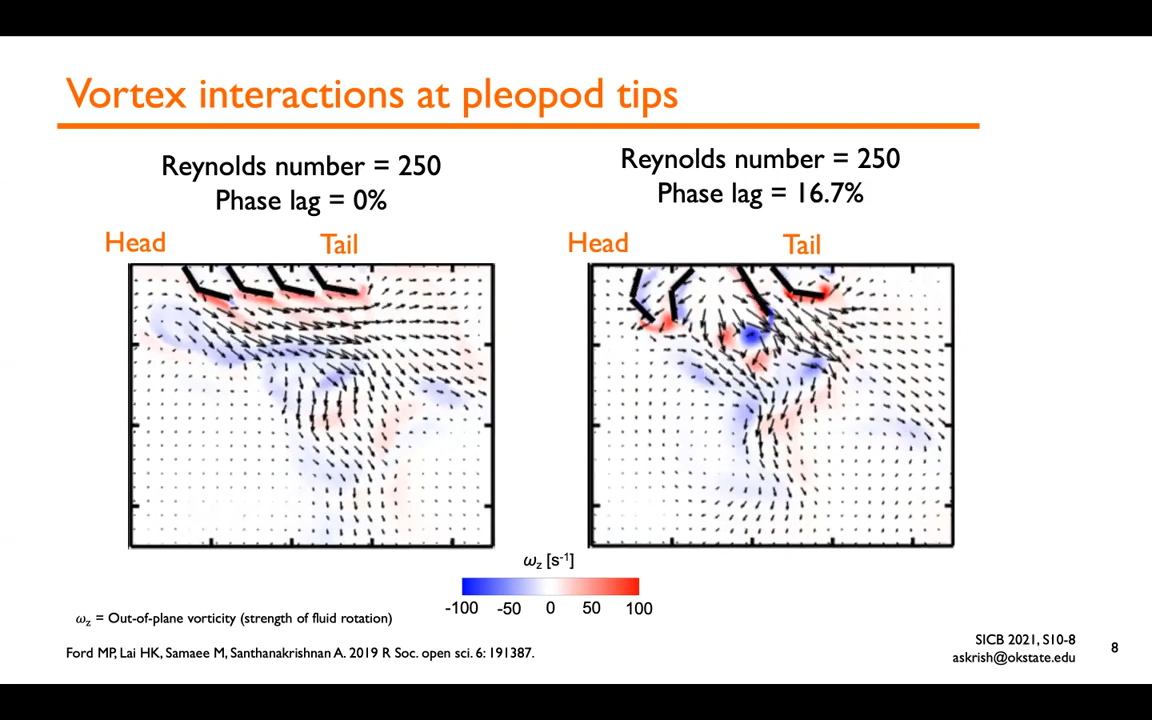 Vortex interactions at pleopod tips
Reynolds number = 250
Phase lag = 0%
Head
Tail
Reynolds number = 250
Phase lag = 16.7%
Head
Tail
ωz [s-1]
-100 -50 0 50 100
ωz = Out-of-plane vorticity (strength of fluid rotation)
Ford MP, Lai HK, Samaee M, Santhanakrishnan A. 2019 R Soc. open sci. 6: 191387.
SICB 2021, S10-8
askrish@okstate.edu
8